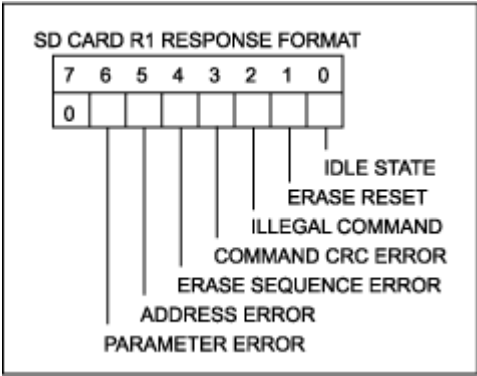 SD CARD R1 RESPONSE FORMAT
7 6 5 4 3 2 1 0
0
IDLE STATE
ERASE RESET
ILLEGAL COMMAND
COMMAND CRC ERROR
ERASE SEQUENCE ERROR
ADDRESS ERROR
PARAMETER ERROR